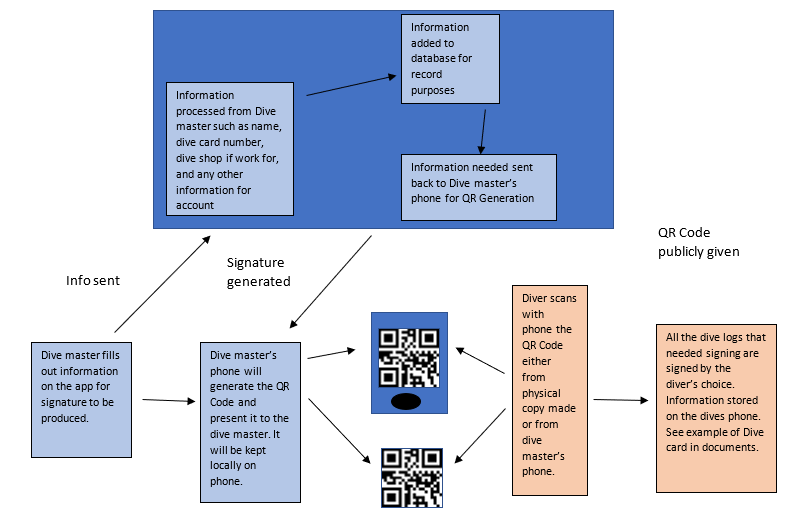 Information
added to
database for
record
purposes
Information
processed from Dive
master such as name,
dive card number,
dive shop if work for,
and any other
information for
account
Information needed sent
back to Dive master's
phone for QR Generation
QR Code
publicly given
Info sent
Signature
generated
Dive master fills
out information
on the app for
signature to be
produced.
Dive master's
phone will
generate the QR
Code and
present it to the
dive master. It
will be kept
locally on
phone.
Diver scans
with
phone the
QR Code
either
from
physical
copy made
or from
dive
master's
phone.
All the dive logs that
needed signing are
signed by the
diver's choice.
Information stored
on the dives phone.
See example of Dive
card in documents.